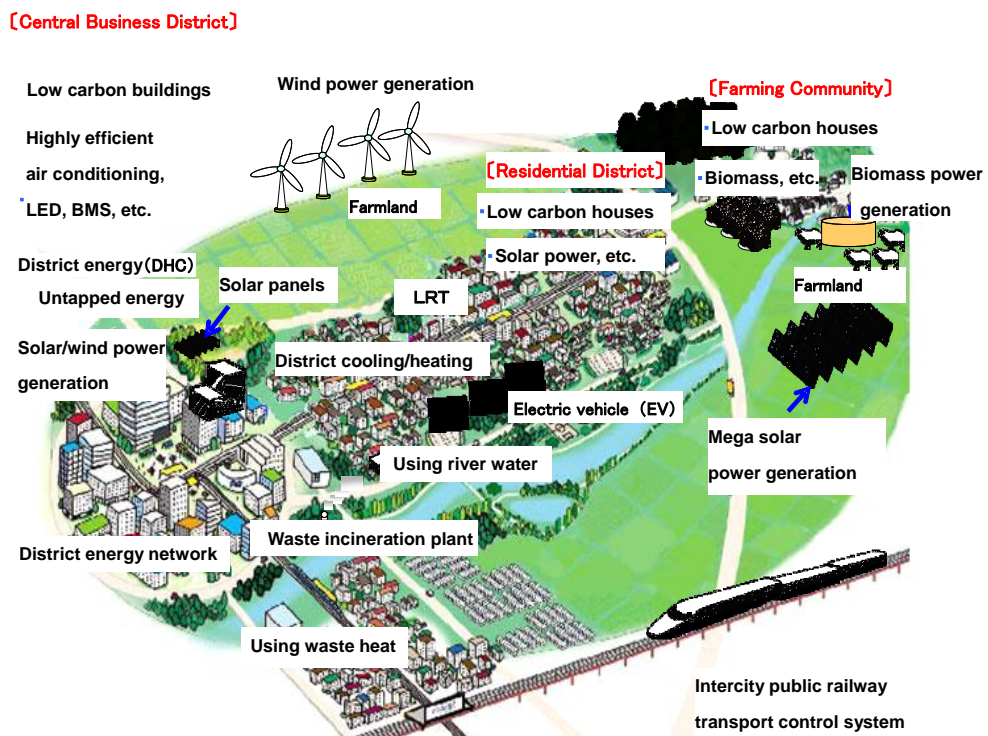 〔Central Business District〕
Low carbon buildings
Highly efficient
air conditioning,
LED, BMS, etc.
Wind power generation
〔Farming Community〕
Low carbon houses
Biomass, etc.
Biomass power
generation
〔Residential District〕
Low carbon houses
Solar power, etc.
Farmland
District energy(DHC)
Untapped energy
Solar panels
LRT
Farmland
Solar/wind power
generation
District cooling/heating
Electric vehicle (EV)
Mega solar
power generation
Using river water
District energy network
Waste incineration plant
Using waste heat
Intercity public railway
transport control system